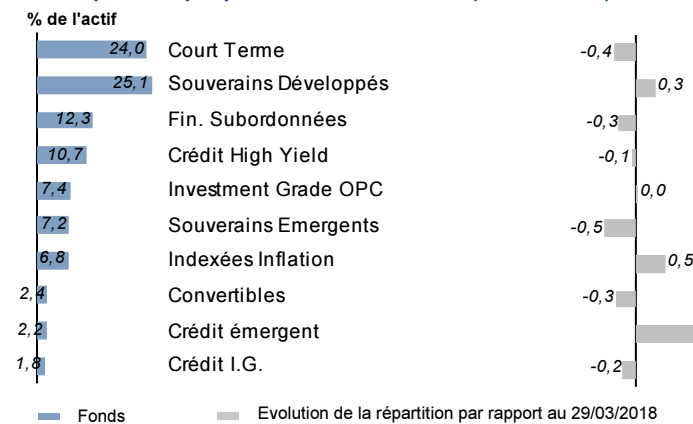 % de l'actif
24,0 Court Terme -0,4
25,1 Souverains Développés 0,3
12,3 Fin. Subordonnées -0,3
10,7 Crédit High Yield -0,1
7,4 Investment Grade OPC 0,0
7,2 Souverains Emergents -0,5
6,8 Indexées Inflation 0,5
2,4 Convertibles -0,3
2,2 Crédit émergent
1,8 Crédit I.G. -0,2
Fonds Evolution de la répartition par rapport au 29/03/2018